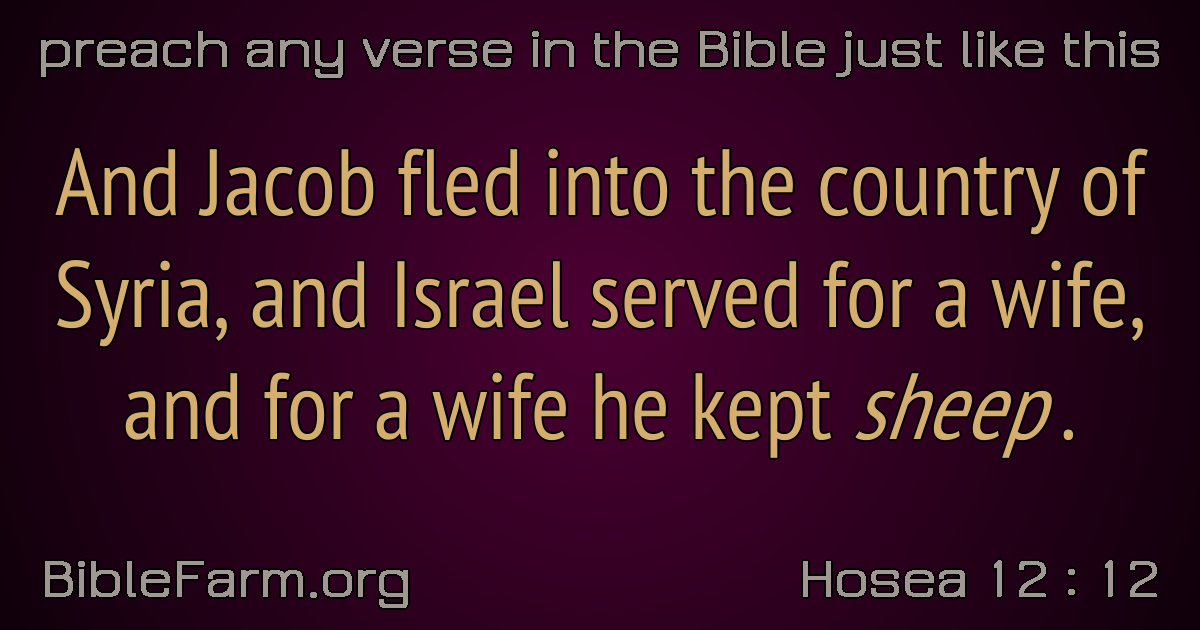 preach any verse in the Bible just like this
And Jacob fled into the country of
Syria, and Israel served for a wife,
and for a wife he kept sheep .
BibleFarm.org
Hosea 12 : 12